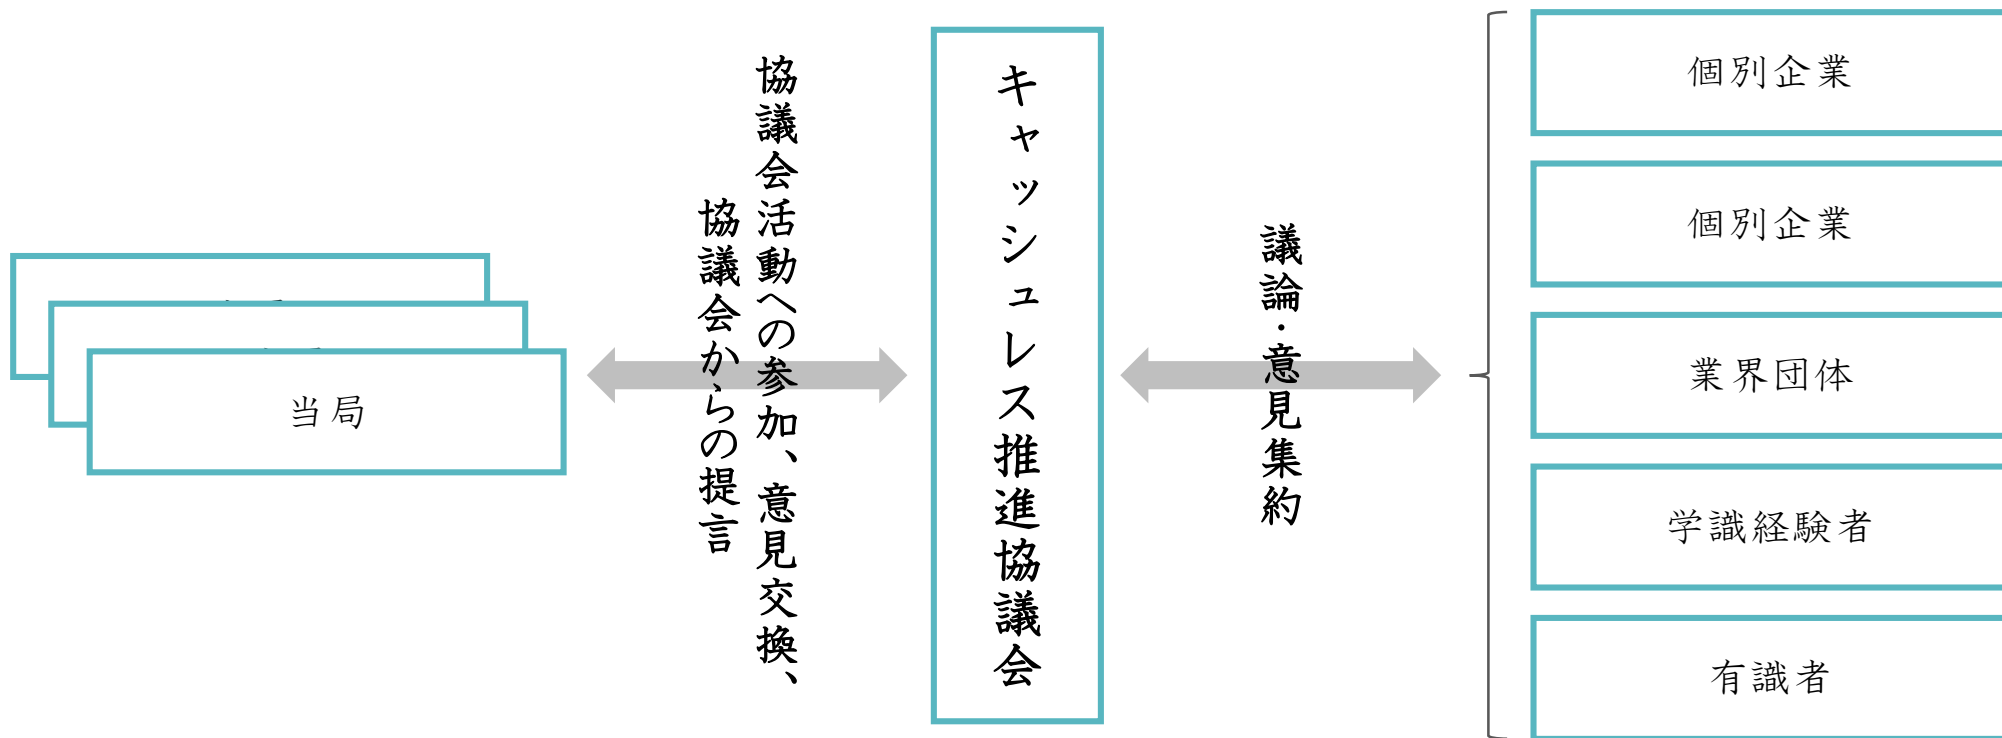 当局
協議会活動への参加、意見交換、
協議会からの提言
キャッシュレス推進協議会
議論・意見集約
個別企業
個別企業
業界団体
学識経験者
有識者